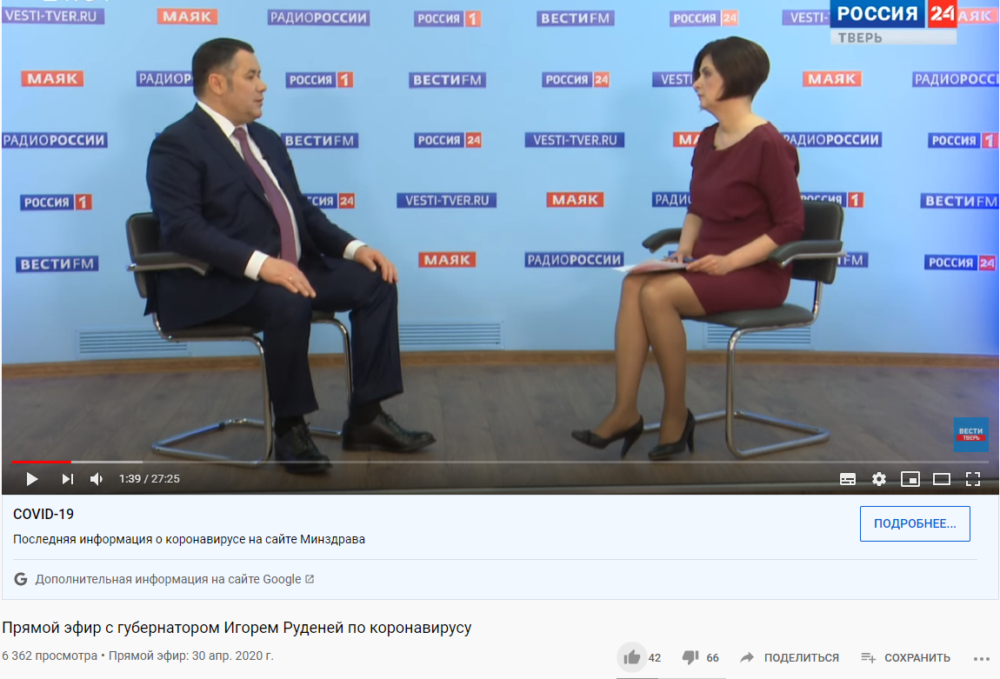 VESTI-TVER.RU МАЯК РАДИОРОССИИ РОССИЯ 1 ВЕСТИFM РОССИЯ 24 VESTI- РОССИЯ 24
ТВЕРЬ
МАЯК РАДИОР РОССИЯ 1 ВЕСТИFM РОССИЯ 24 VESTI МАЯК РАДИОРОСС
РАДИОРОССИИ ВЕСТИFM РОССИЯ 24 VESTI-TVER.RU МА РАДИОРОССИИ РОССИЯ 1
РОССИЯ 1 СИЯ 24 VESTI-TVER.RU МАЯК РАДИ РОССИЯ 1 ВЕСТИFM
ВЕСТИFM МАЯК РАДИОРОССИИ FM РОССИЯ 24
ВЕСТИ
ТВЕРЬ
1:39 / 27:25
COVID-19
Последняя информация о коронавирусе на сайте Минздрава
ПОДРОБНЕЕ...
G Дополнительная информация на сайте Google
Прямой эфир с губернатором Игорем Руденей по коронавирусу
6 362 просмотра • Прямой эфир: 30 апр. 2020 г.
42 66 ПОДЕЛИТЬСЯ СОХРАНИТЬ